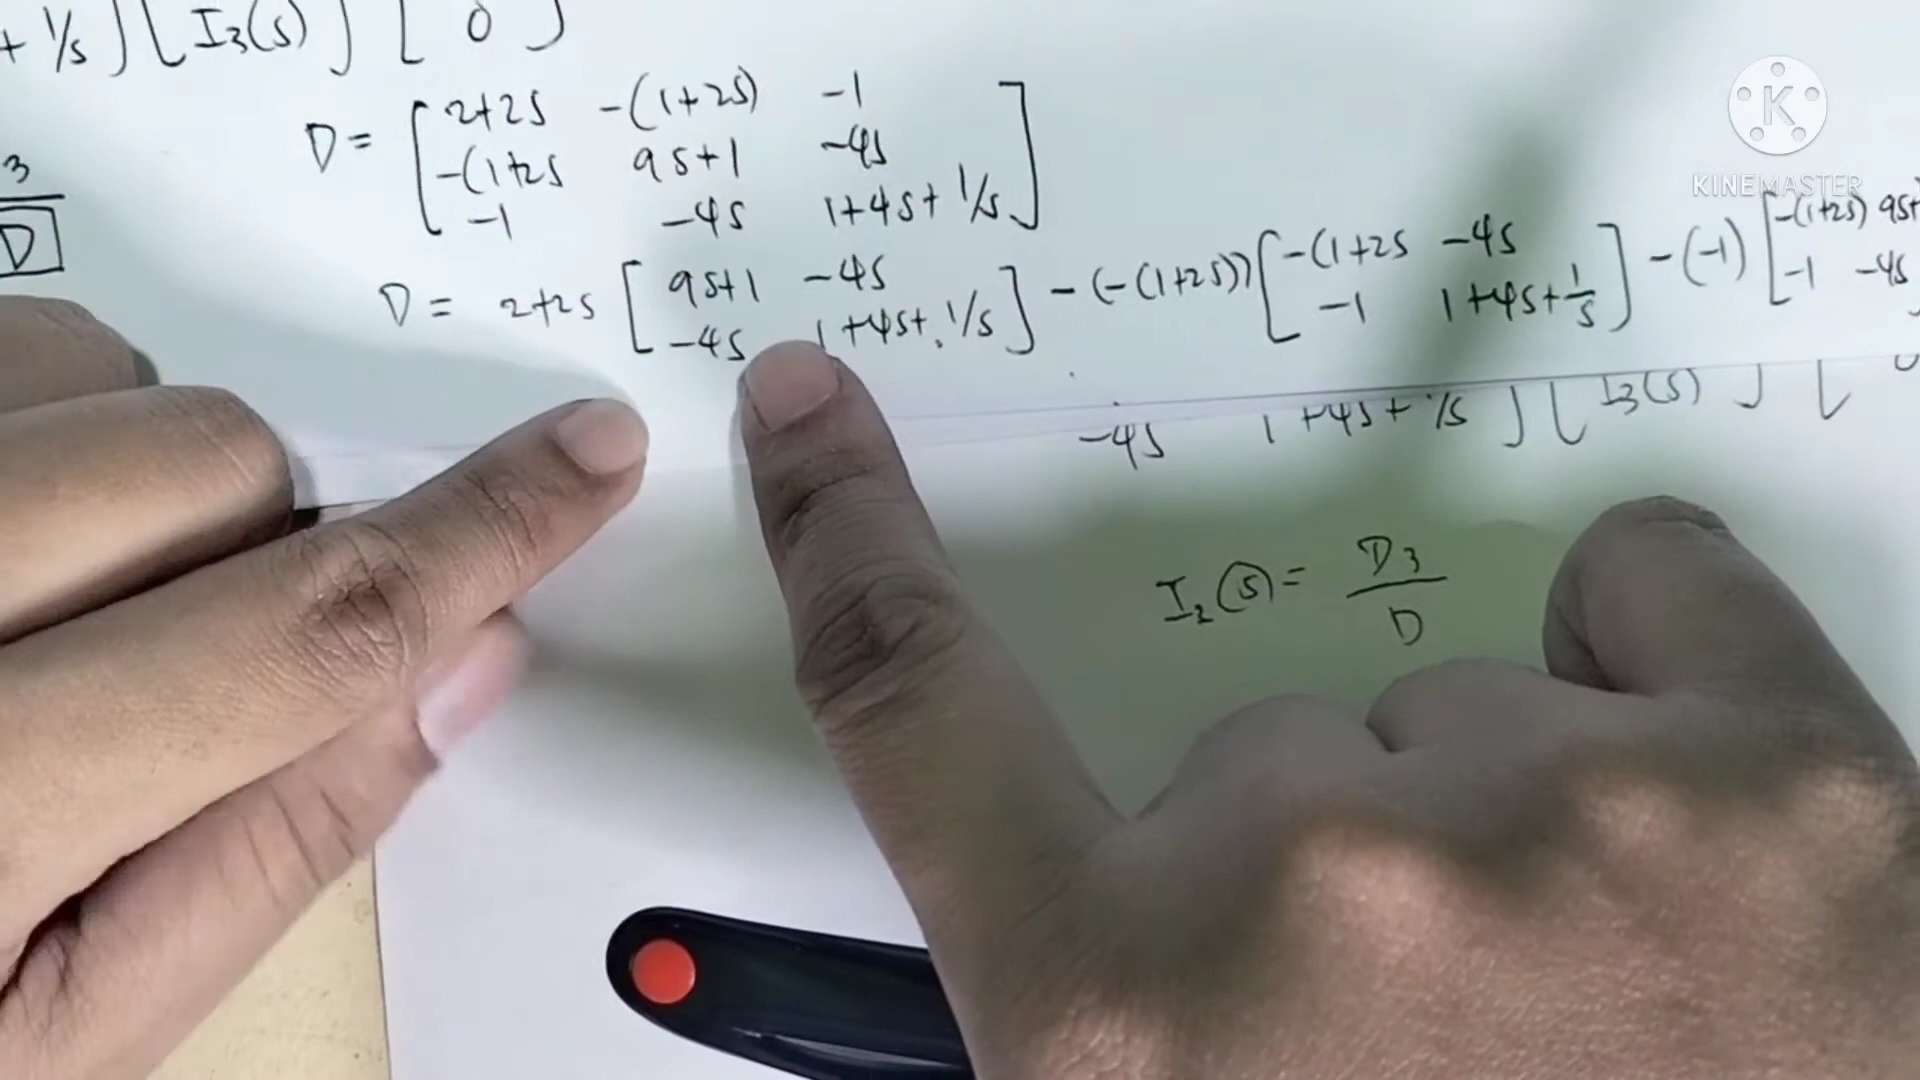 + 1/s ] [ I3(s) ] [ 0 ]
D = [ 2+2s -(1+2s) -1
-(1+2s 9s+1 -4s
-1 -4s 1+4s+1/s ]
3
D
D = 2+2s [ 9s+1 -4s
-4s 1+4s+1/s ] -(-(1+2s)) [ -(1+2s -4s
-1 1+4s+1/s ] -(-1) [ -(1+2s) 9s+
-1 -4s
-4s 1+4s+1/s ] [ I3(s) ] [ 0
I2(s) = D3
D
K
KINEMASTER